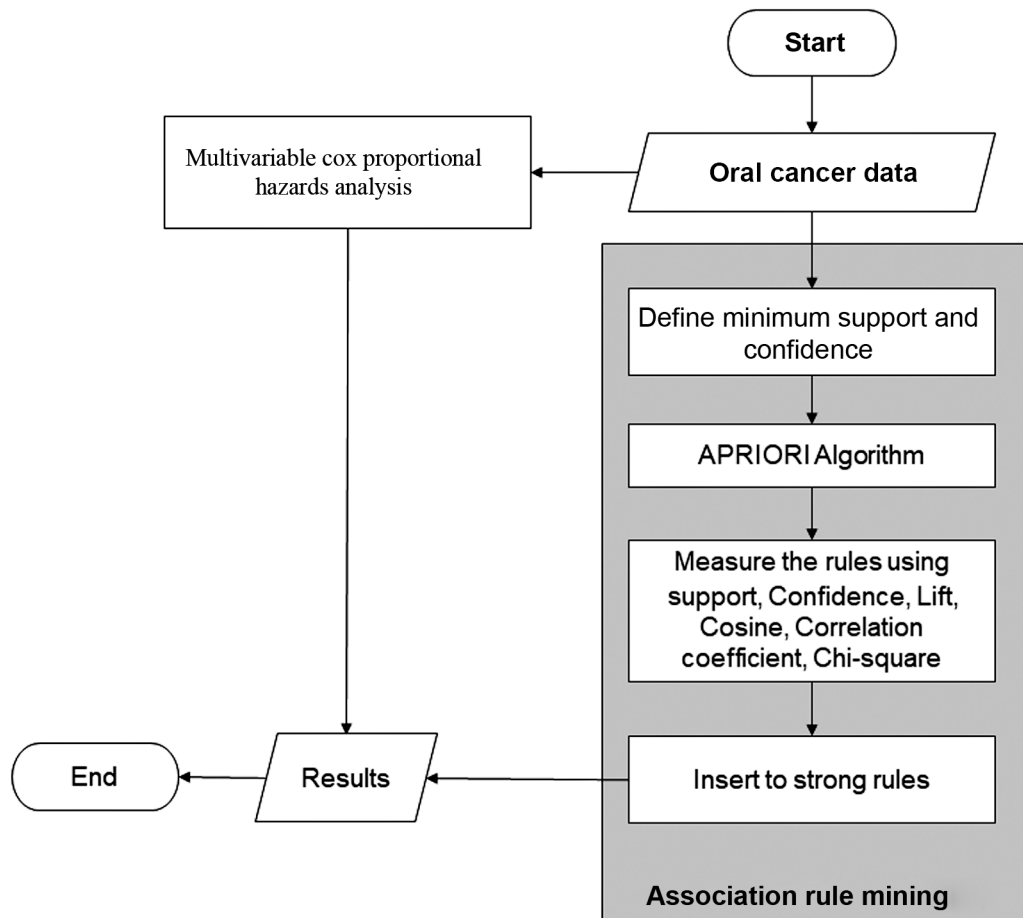 Start
Oral cancer data
Multivariable cox proportional
hazards analysis
Define minimum support and
confidence
APRIORI Algorithm
Measure the rules using
support, Confidence, Lift,
Cosine, Correlation
coefficient, Chi-square
Insert to strong rules
Results
End
Association rule mining